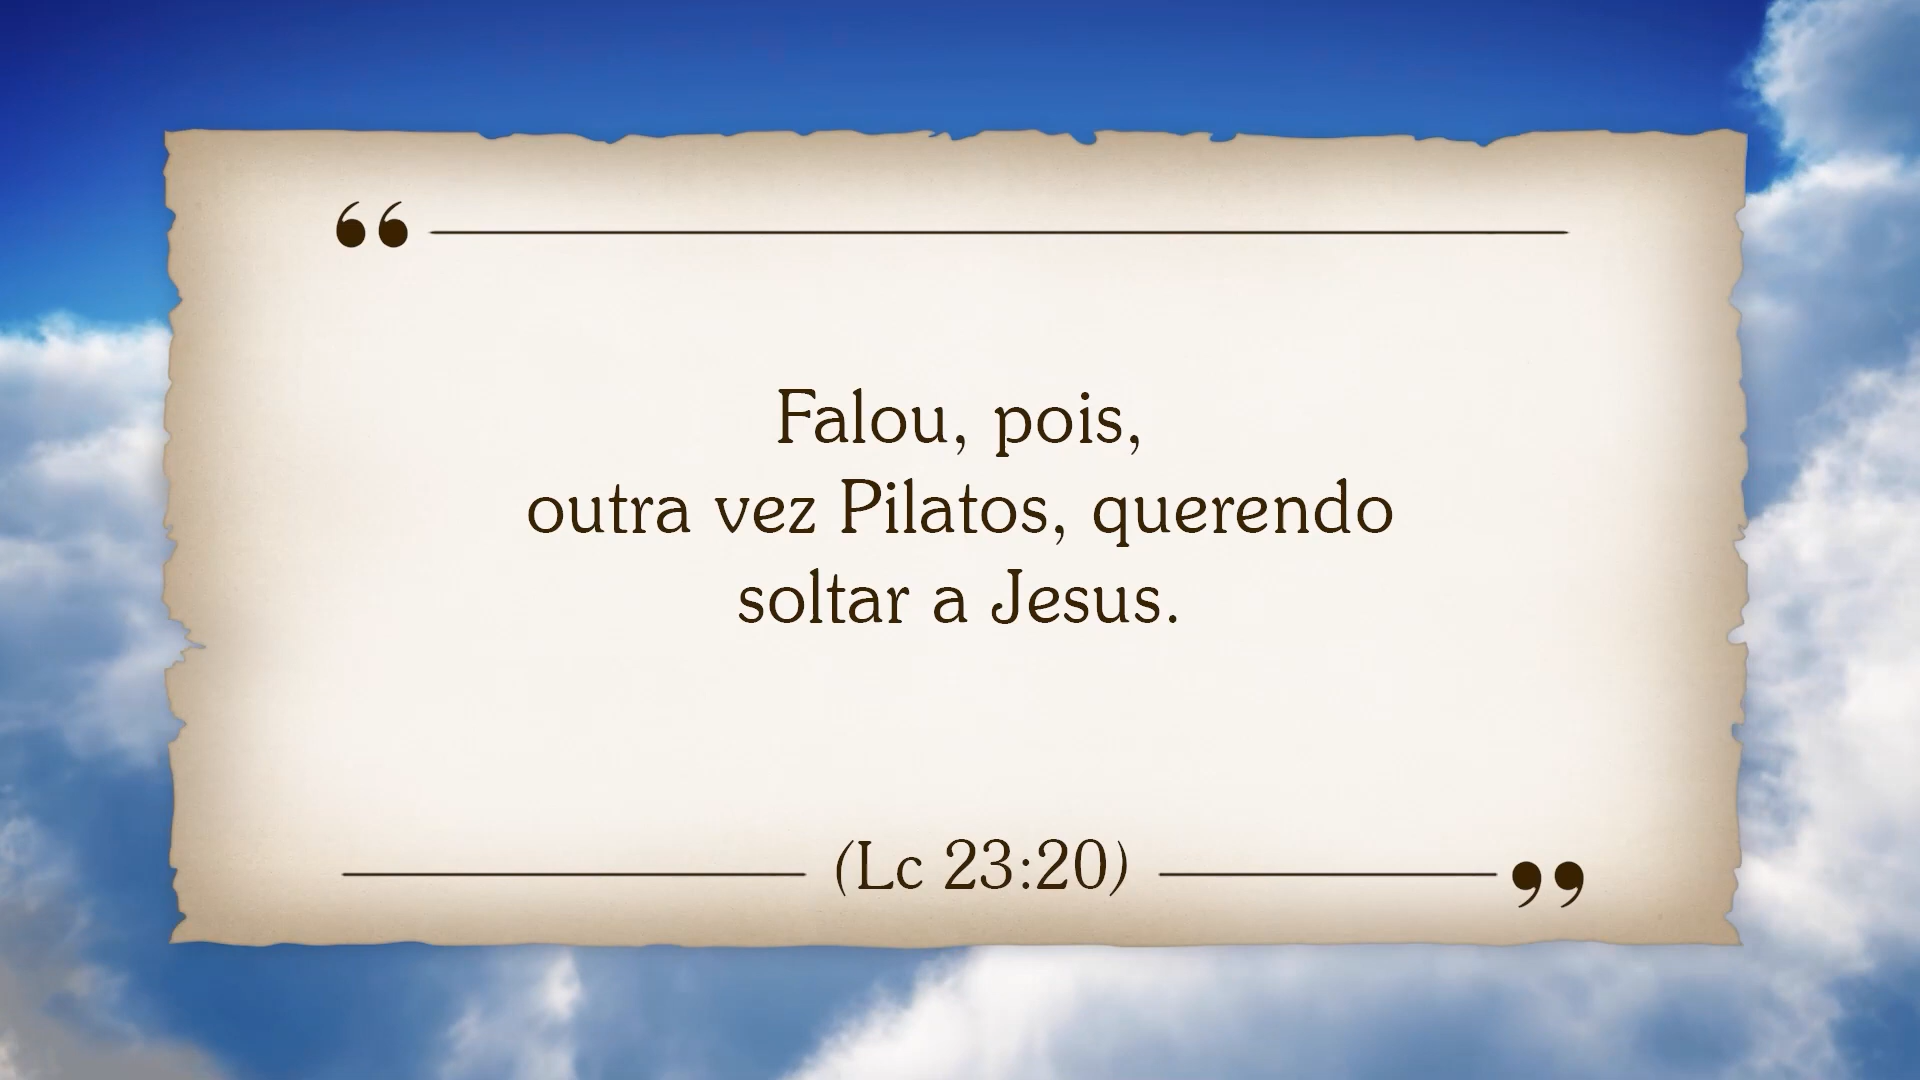 “
Falou, pois,
outra vez Pilatos, querendo
soltar a Jesus.
(Lc 23:20)
”